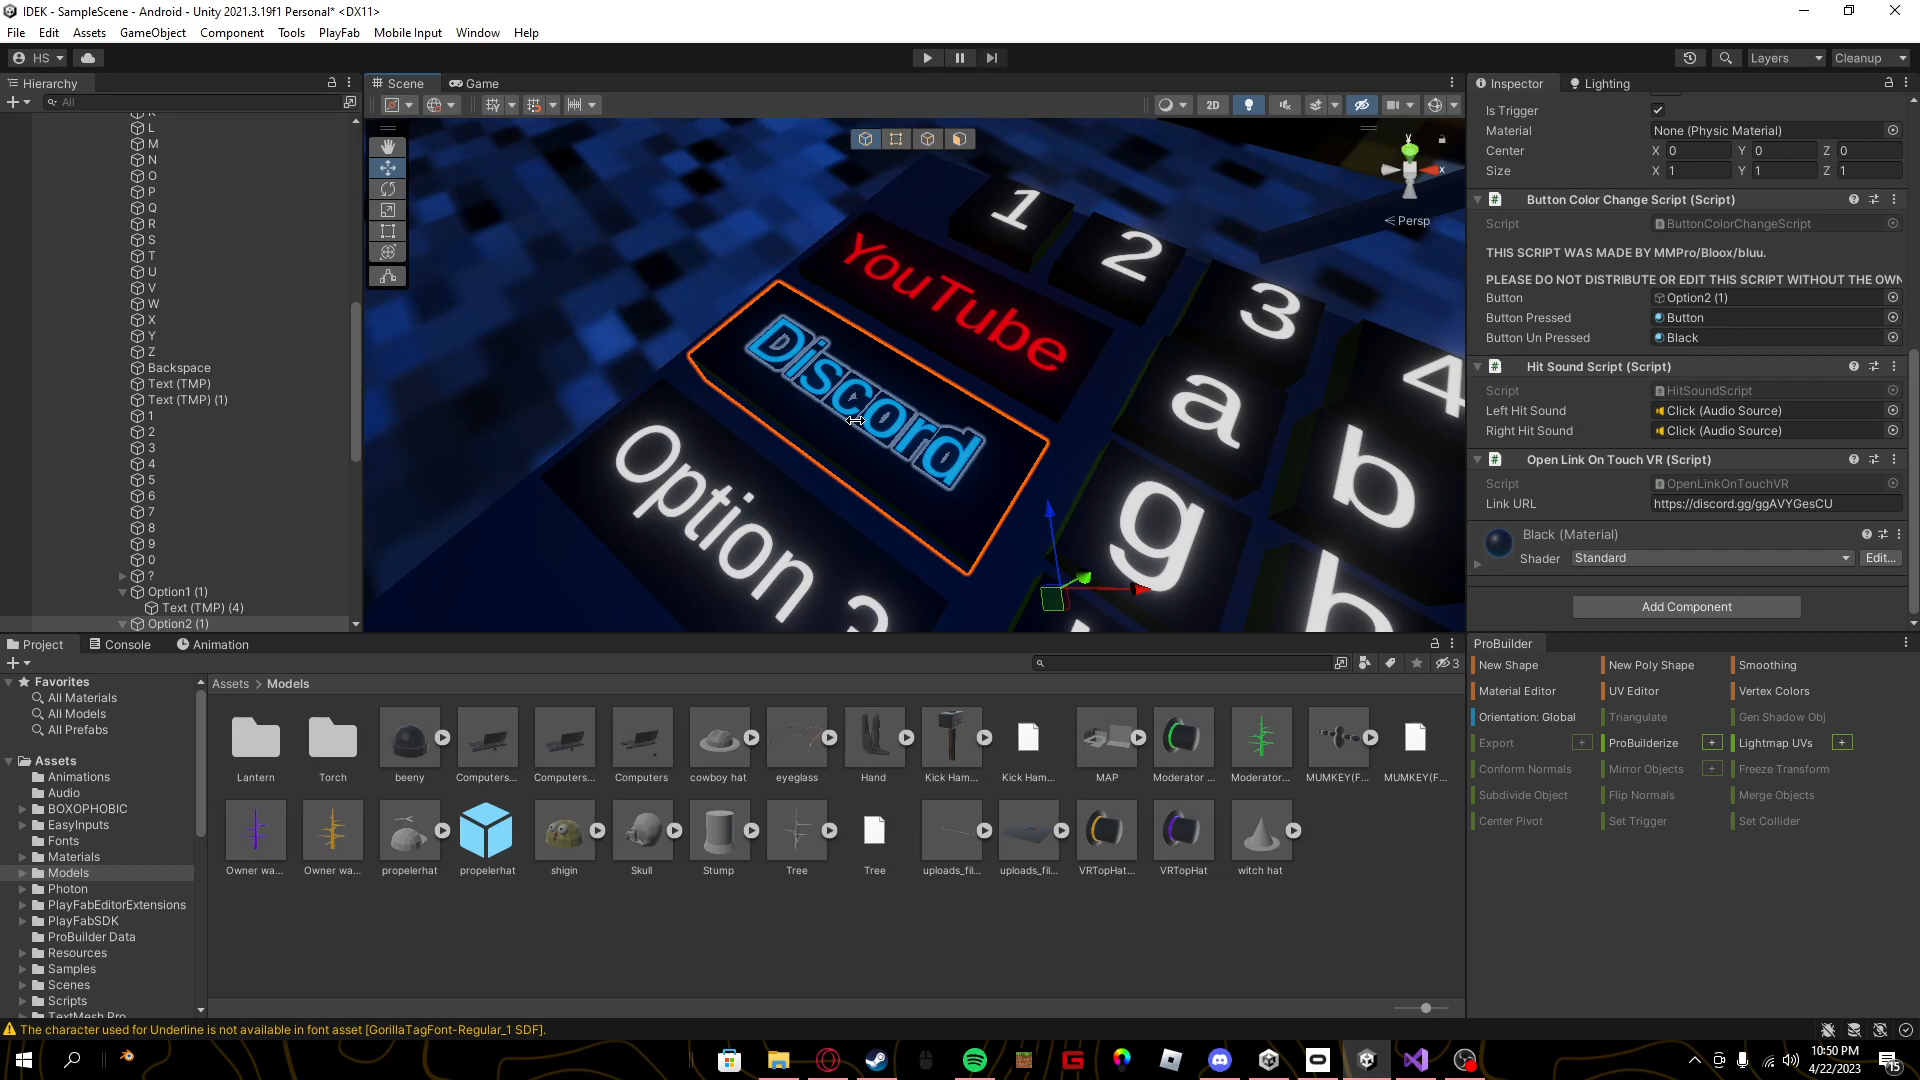 IDEK - SampleScene - Android - Unity 2021.3.19f1 Personal* <DX11>
File Edit Assets GameObject Component Tools PlayFab Mobile Input Window Help
HS
Layers
Cleanup
Hierarchy
Scene
Game
Inspector
Lighting
All
2D
L
M
N
O
P
Q
R
S
T
U
V
W
X
Y
Z
Backspace
Text (TMP)
Text (TMP) (1)
1
2
3
4
5
6
7
8
9
0
?
Option1 (1)
Text (TMP) (4)
Option2 (1)
1
2
3
4
YouTube
Discord
a
b
g
Y
X
Persp
Is Trigger
Material None (Physic Material)
Center X 0 Y 0 Z 0
Size X 1 Y 1 Z 1
Button Color Change Script (Script)
Script ButtonColorChangeScript
THIS SCRIPT WAS MADE BY MMPro/Bloox/bluu.
PLEASE DO NOT DISTRIBUTE OR EDIT THIS SCRIPT WITHOUT THE OWN
Button Option2 (1)
Button Pressed Button
Button Un Pressed Black
Hit Sound Script (Script)
Script HitSoundScript
Left Hit Sound Click (Audio Source)
Right Hit Sound Click (Audio Source)
Open Link On Touch VR (Script)
Script OpenLinkOnTouchVR
Link URL https://discord.gg/ggAVYGesCU
Black (Material)
Shader Standard Edit...
Add Component
Project
Console
Animation
3
Favorites
All Materials
All Models
All Prefabs
Assets
Animations
Audio
BOXOPHOBIC
EasyInputs
Fonts
Materials
Models
Photon
PlayFabEditorExtensions
PlayFabSDK
ProBuilder Data
Resources
Samples
Scenes
Scripts
TextMesh Pro
Assets > Models
Lantern Torch beeny Computers... Computers... Computers cowboy hat eyeglass Hand Kick Ham... Kick Ham... MAP Moderator ... Moderator... MUMKEY(F... MUMKEY(F...
Owner wa... Owner wa... propelerhat propelerhat shigin Skull Stump Tree Tree uploads_fil... uploads_fil... VRTopHat... VRTopHat witch hat
ProBuilder
New Shape New Poly Shape Smoothing
Material Editor UV Editor Vertex Colors
Orientation: Global Triangulate Gen Shadow Obj
Export + ProBuilderize + Lightmap UVs +
Conform Normals Mirror Objects + Freeze Transform
Subdivide Object Flip Normals Merge Objects
Center Pivot Set Trigger Set Collider
The character used for Underline is not available in font asset [GorillaTagFont-Regular_1 SDF].
10:50 PM
4/22/2023
15